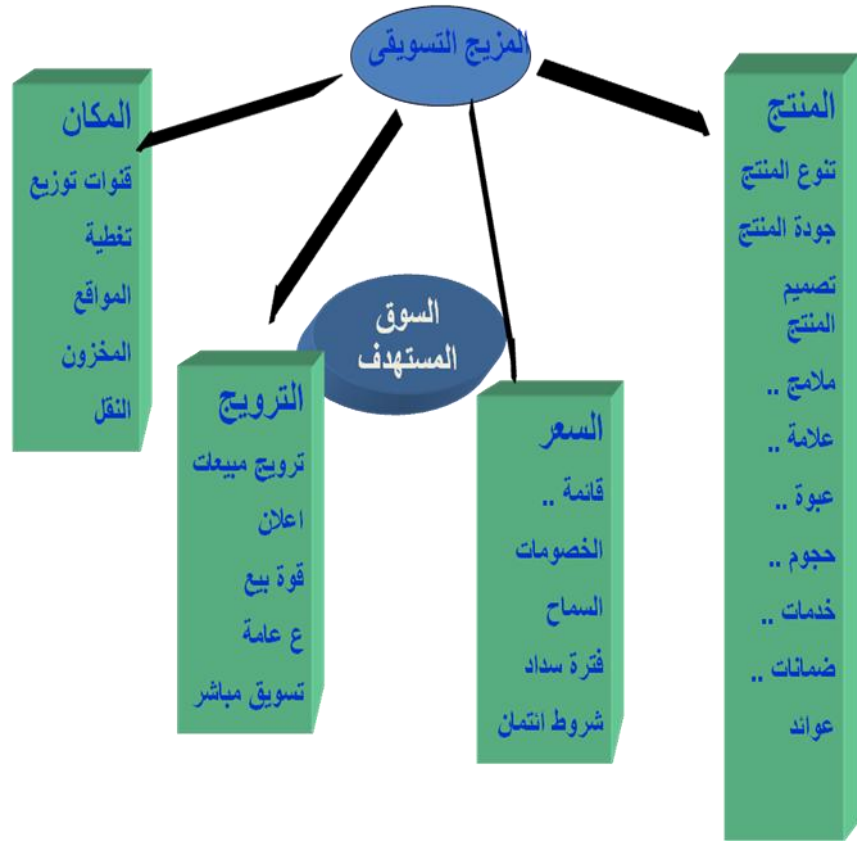 المزيج التسويقى
المنتج
تنوع المنتج
جودة المنتج
تصميم
المنتج
ملامح ..
علامة ..
عبوة ..
حجوم ..
خدمات ..
ضمانات ..
عوائد
السوق
المستهدف
السعر
قائمة ..
الخصومات
السماح
فترة سداد
شروط ائتمان
الترويج
ترويج مبيعات
اعلان
قوة بيع
ع عامة
تسويق مباشر
المكان
قنوات توزيع
تغطية
المواقع
المخزون
النقل